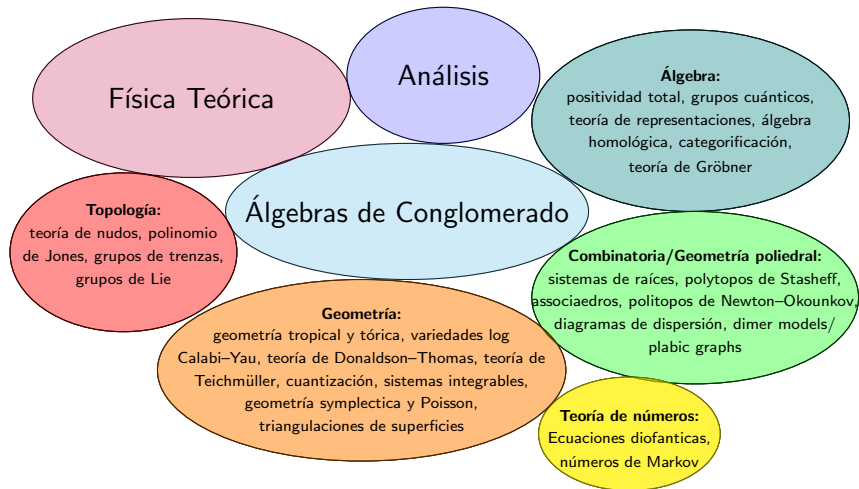 Física Teórica
Análisis
Álgebra:
positividad total, grupos cuánticos,
teoría de representaciones, álgebra
homológica, categorificación,
teoría de Gröbner
Topología:
teoría de nudos, polinomio
de Jones, grupos de trenzas,
grupos de Lie
Álgebras de Conglomerado
Combinatoria/Geometría poliedral:
sistemas de raíces, polytopos de Stasheff,
associaedros, politopos de Newton–Okounkov,
diagramas de dispersión, dimer models/
plabic graphs
Geometría:
geometría tropical y tórica, variedades log
Calabi–Yau, teoría de Donaldson–Thomas, teoría de
Teichmüller, cuantización, sistemas integrables,
geometría symplectica y Poisson,
triangulaciones de superficies
Teoría de números:
Ecuaciones diofanticas,
números de Markov